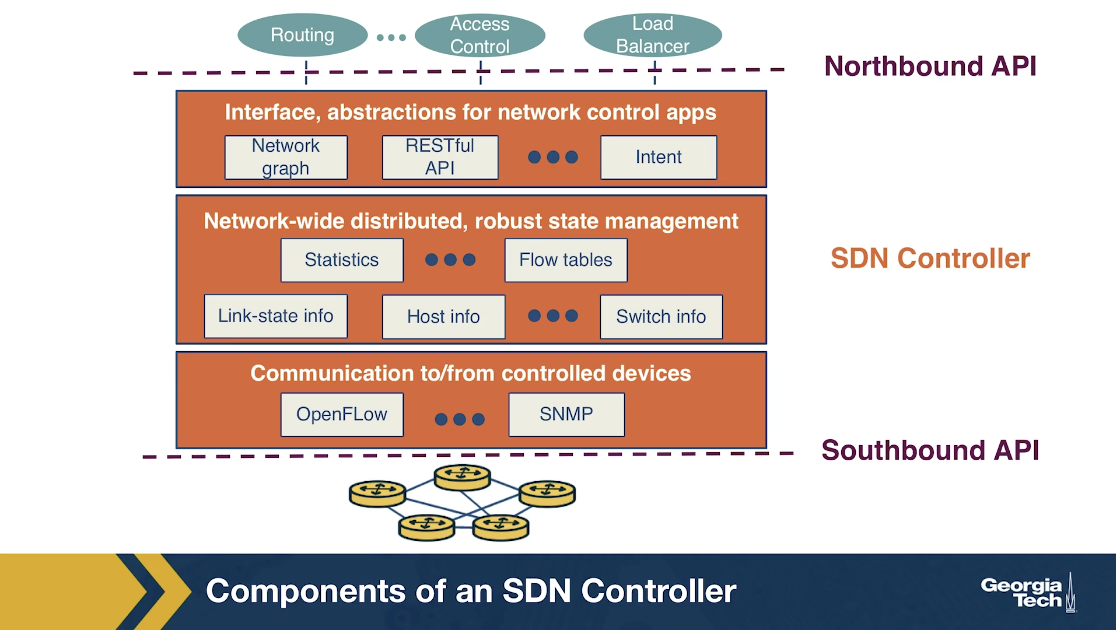 Routing
Access
Control
Load
Balancer
Northbound API
Interface, abstractions for network control apps
Network
graph
RESTful
API
Intent
Network-wide distributed, robust state management
Statistics
Flow tables
SDN Controller
Link-state info
Host info
Switch info
Communication to/from controlled devices
OpenFLow
SNMP
Southbound API
Components of an SDN Controller
Georgia
Tech